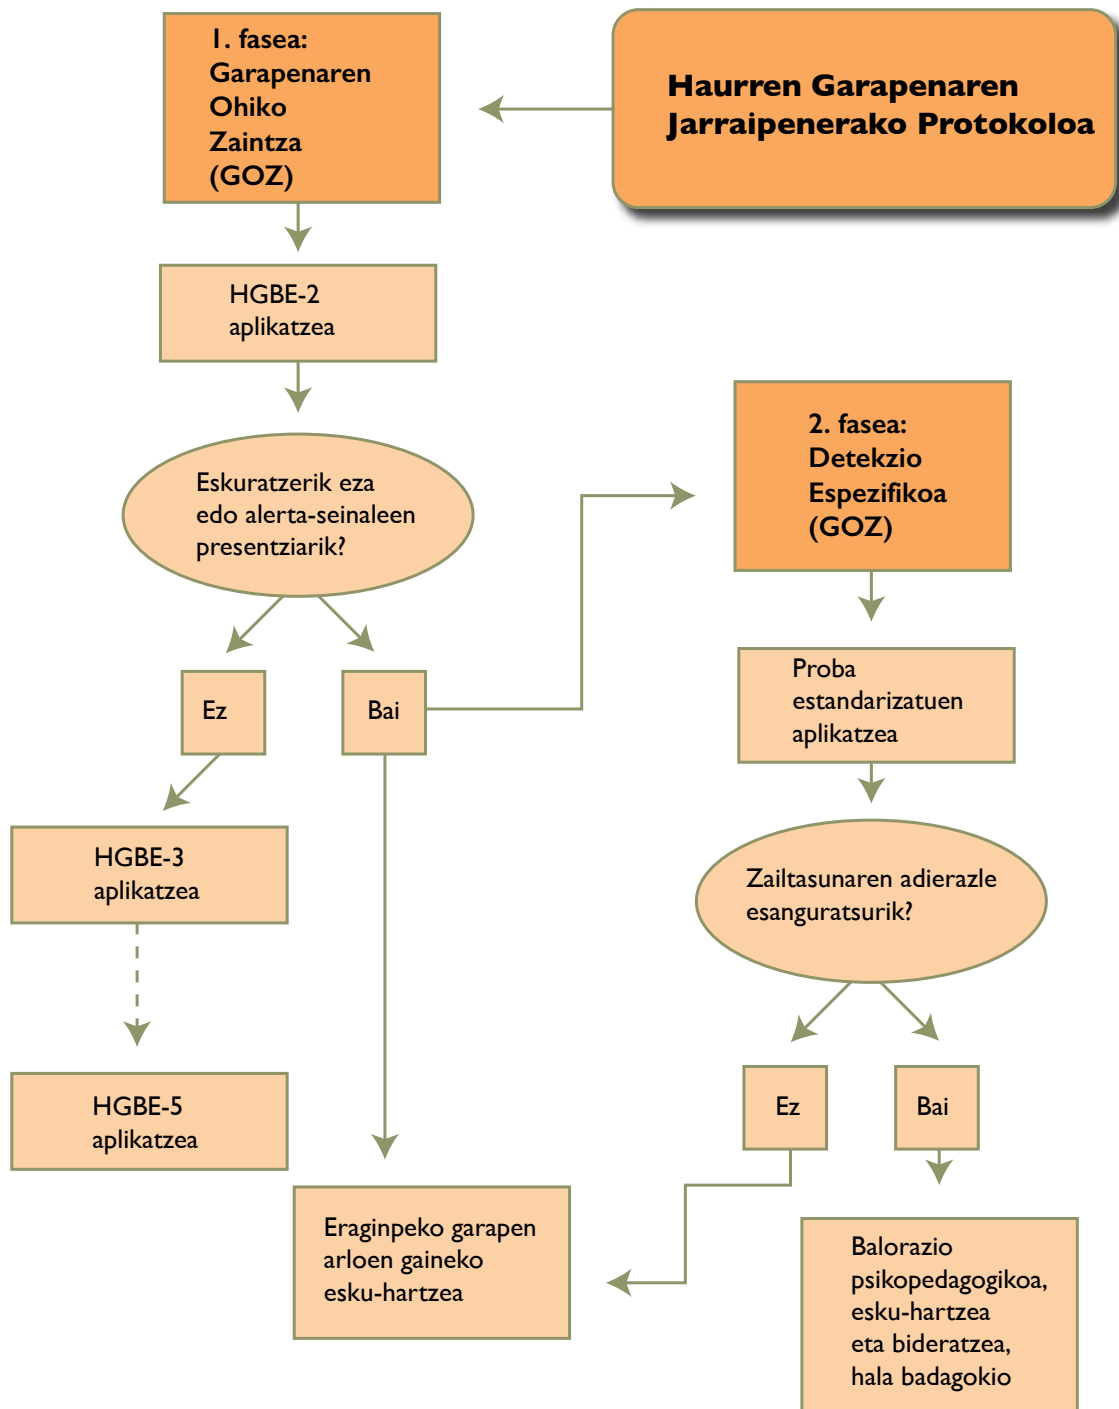 Haurren Garapenaren
Jarraipenerako Protokoloa
1. fasea:
Garapenaren
Ohiko
Zaintza
(GOZ)
HGBE-2
aplikatzea
Eskuratzerik eza
edo alerta-seinaleen
presentziarik?
Ez
Bai
HGBE-3
aplikatzea
HGBE-5
aplikatzea
Eraginpeko garapen
arloen gaineko
esku-hartzea
2. fasea:
Detekzio
Espezifikoa
(GOZ)
Proba
estandarizatuen
aplikatzea
Zailtasunaren adierazle
esanguratsurik?
Ez
Bai
Balorazio
psikopedagogikoa,
esku-hartzea
eta bideratzea,
hala badagokio